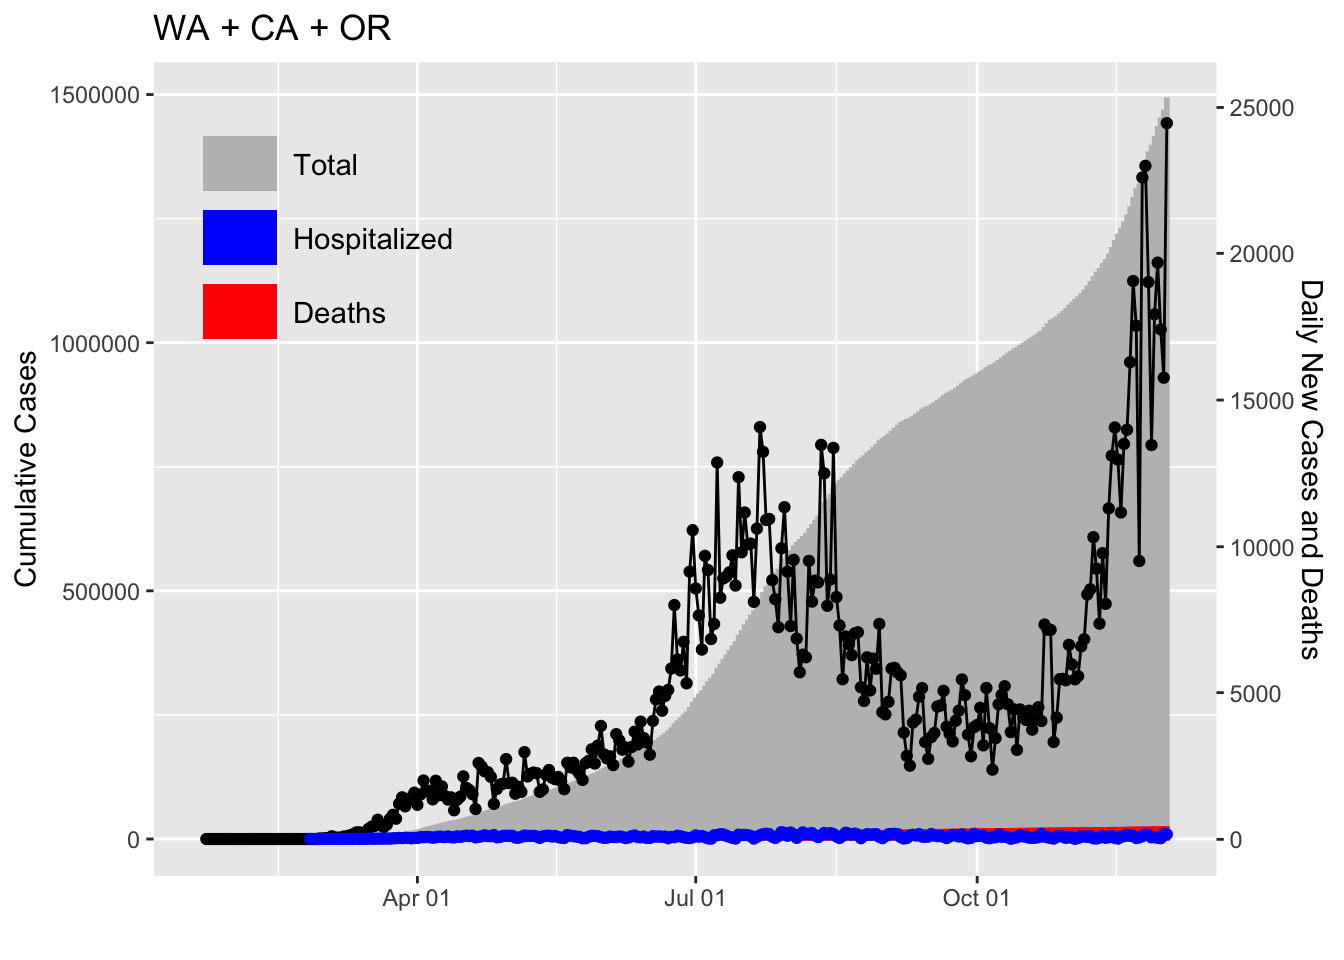 WA + CA + OR
1500000
1000000
500000
0
Cumulative Cases
Total
Hospitalized
Deaths
25000
20000
15000
10000
5000
0
Daily New Cases and Deaths
Apr 01
Jul 01
Oct 01